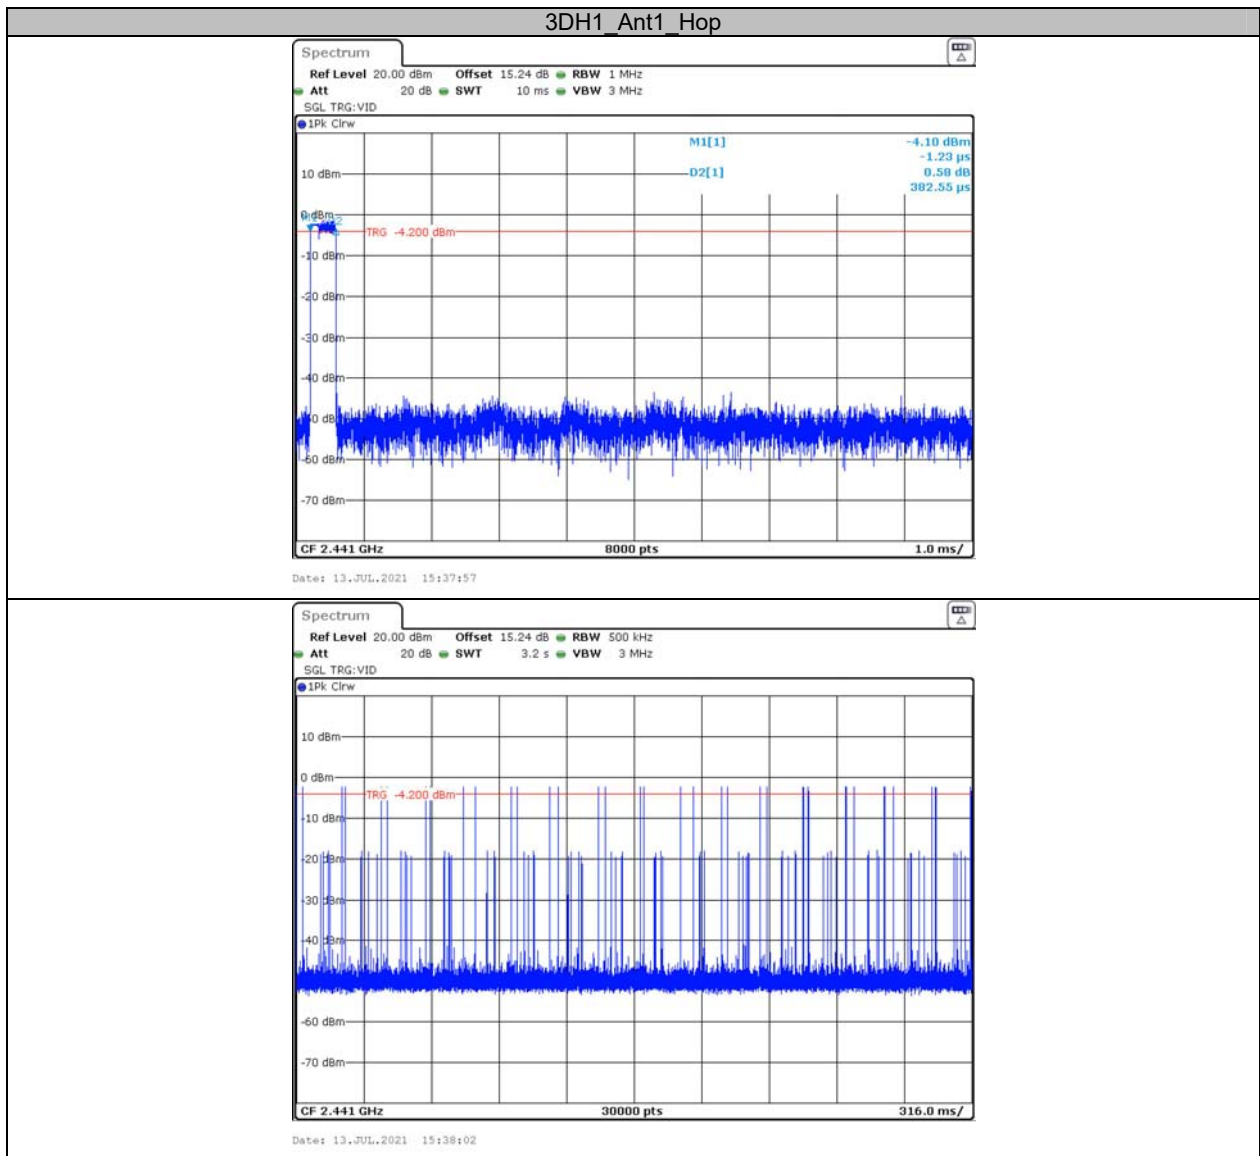 3DH1_Ant1_Hop
Spectrum
Ref Level 20.00 dBm Offset 15.24 dB RBW 1 MHz
Att 20 dB SWT 10 ms VBW 3 MHz
SGL TRG:VID
1Pk Clrw
M1[1] -4.10 dBm
-1.23 µs
D2[1] 0.58 dB
382.55 µs
10 dBm
0 dBm
TRG -4.200 dBm
-10 dBm
-20 dBm
-30 dBm
-40 dBm
-60 dBm
-70 dBm
CF 2.441 GHz 8000 pts 1.0 ms/
Date: 13.JUL.2021 15:37:57
Spectrum
Ref Level 20.00 dBm Offset 15.24 dB RBW 500 kHz
Att 20 dB SWT 3.2 s VBW 3 MHz
SGL TRG:VID
1Pk Clrw
10 dBm
0 dBm
TRG -4.200 dBm
-10 dBm
-20 dBm
-30 dBm
-40 dBm
-60 dBm
-70 dBm
CF 2.441 GHz 30000 pts 316.0 ms/
Date: 13.JUL.2021 15:38:02